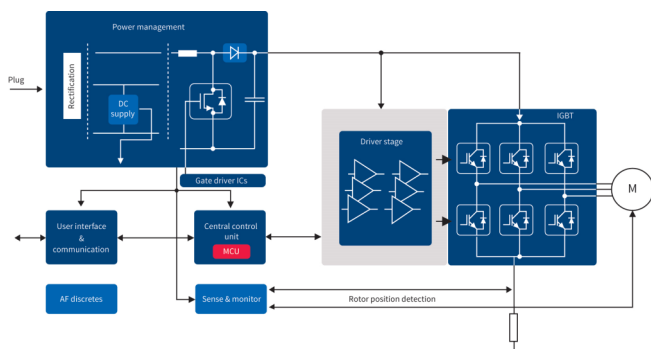 Power management
Plug
Rectification
DC
supply
Gate driver ICs
Driver stage
IGBT
M
User interface
&
communication
Central control
unit
MCU
AF discretes
Sense & monitor
Rotor position detection